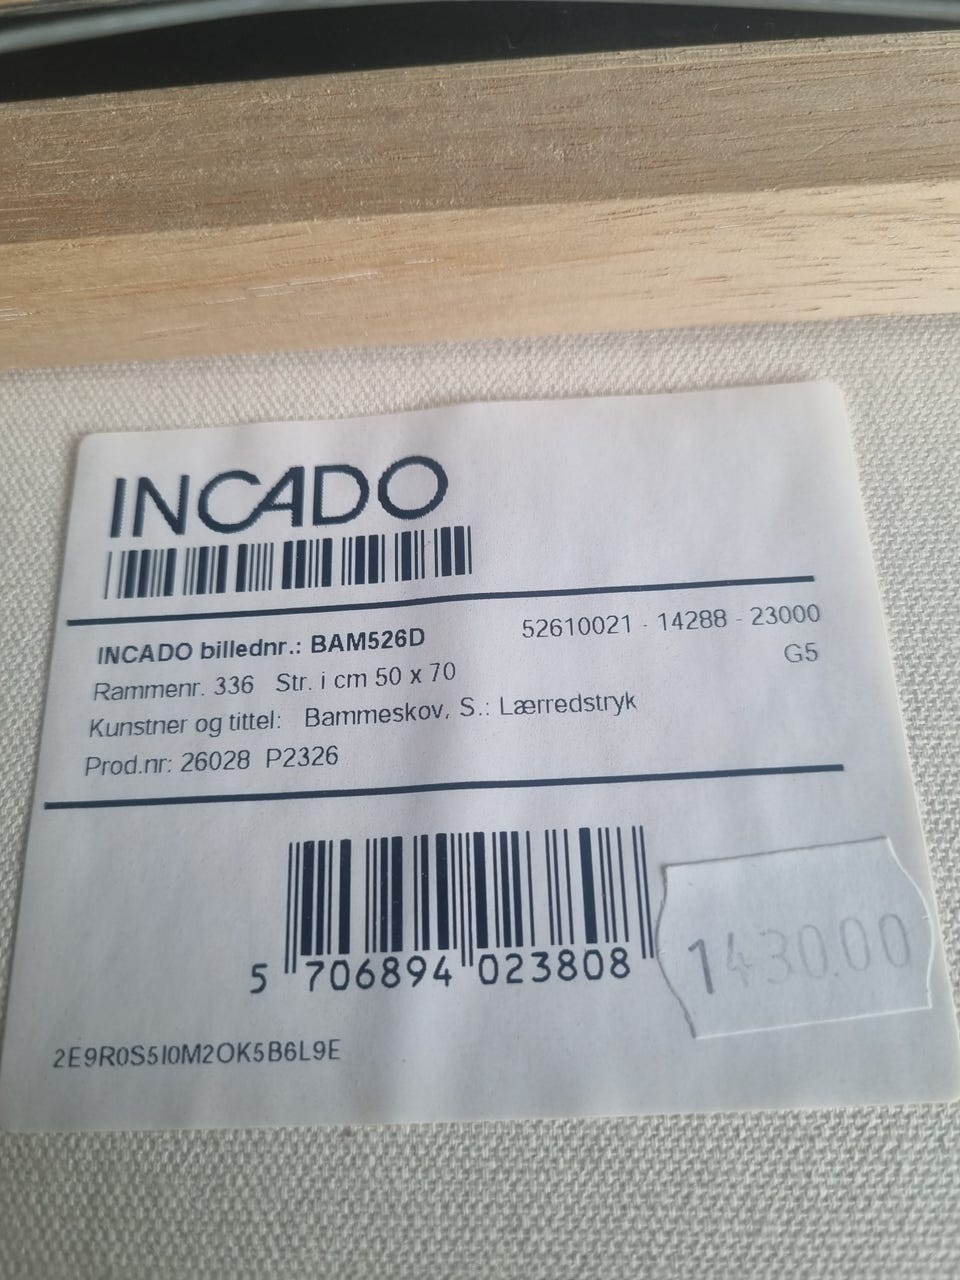 INCADO
INCADO billednr.: BAM526D
52610021 - 14288 - 23000
Rammenr. 336 Str. i cm 50 x 70
G5
Kunstner og tittel: Bammeskov, S.: Lærredstryk
Prod.nr: 26028 P2326
5 706894 023808
1430.00
2E9R0S5I0M2OK5B6L9E